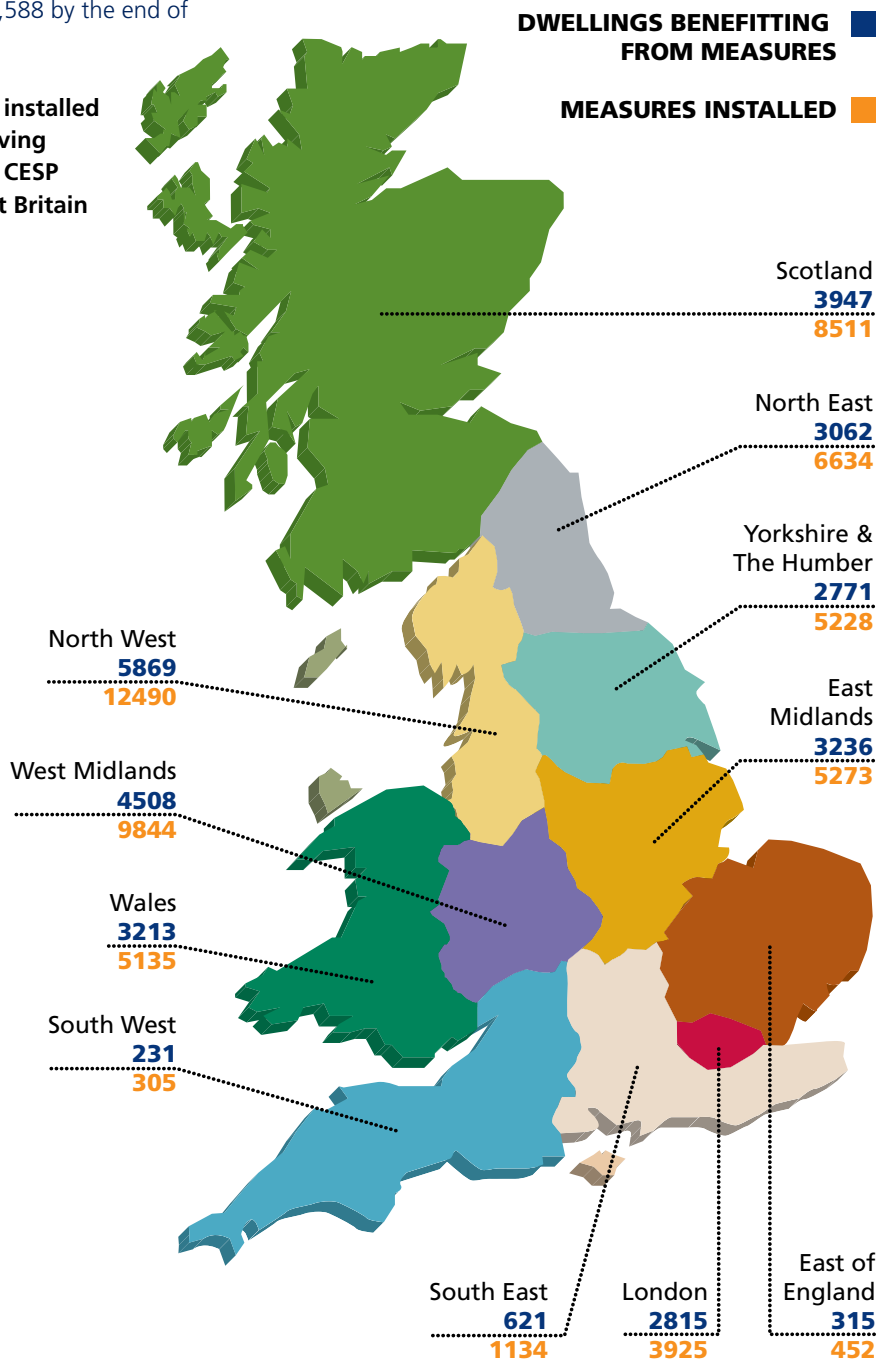 ,588 by the end of
installed
ving
CESP
t Britain
DWELLINGS BENEFITTING
FROM MEASURES
MEASURES INSTALLED
Scotland
3947
8511
North East
3062
6634
Yorkshire &
The Humber
2771
5228
North West
5869
12490
East
Midlands
3236
5273
West Midlands
4508
9844
Wales
3213
5135
South West
231
305
South East
621
1134
London
2815
3925
East of
England
315
452